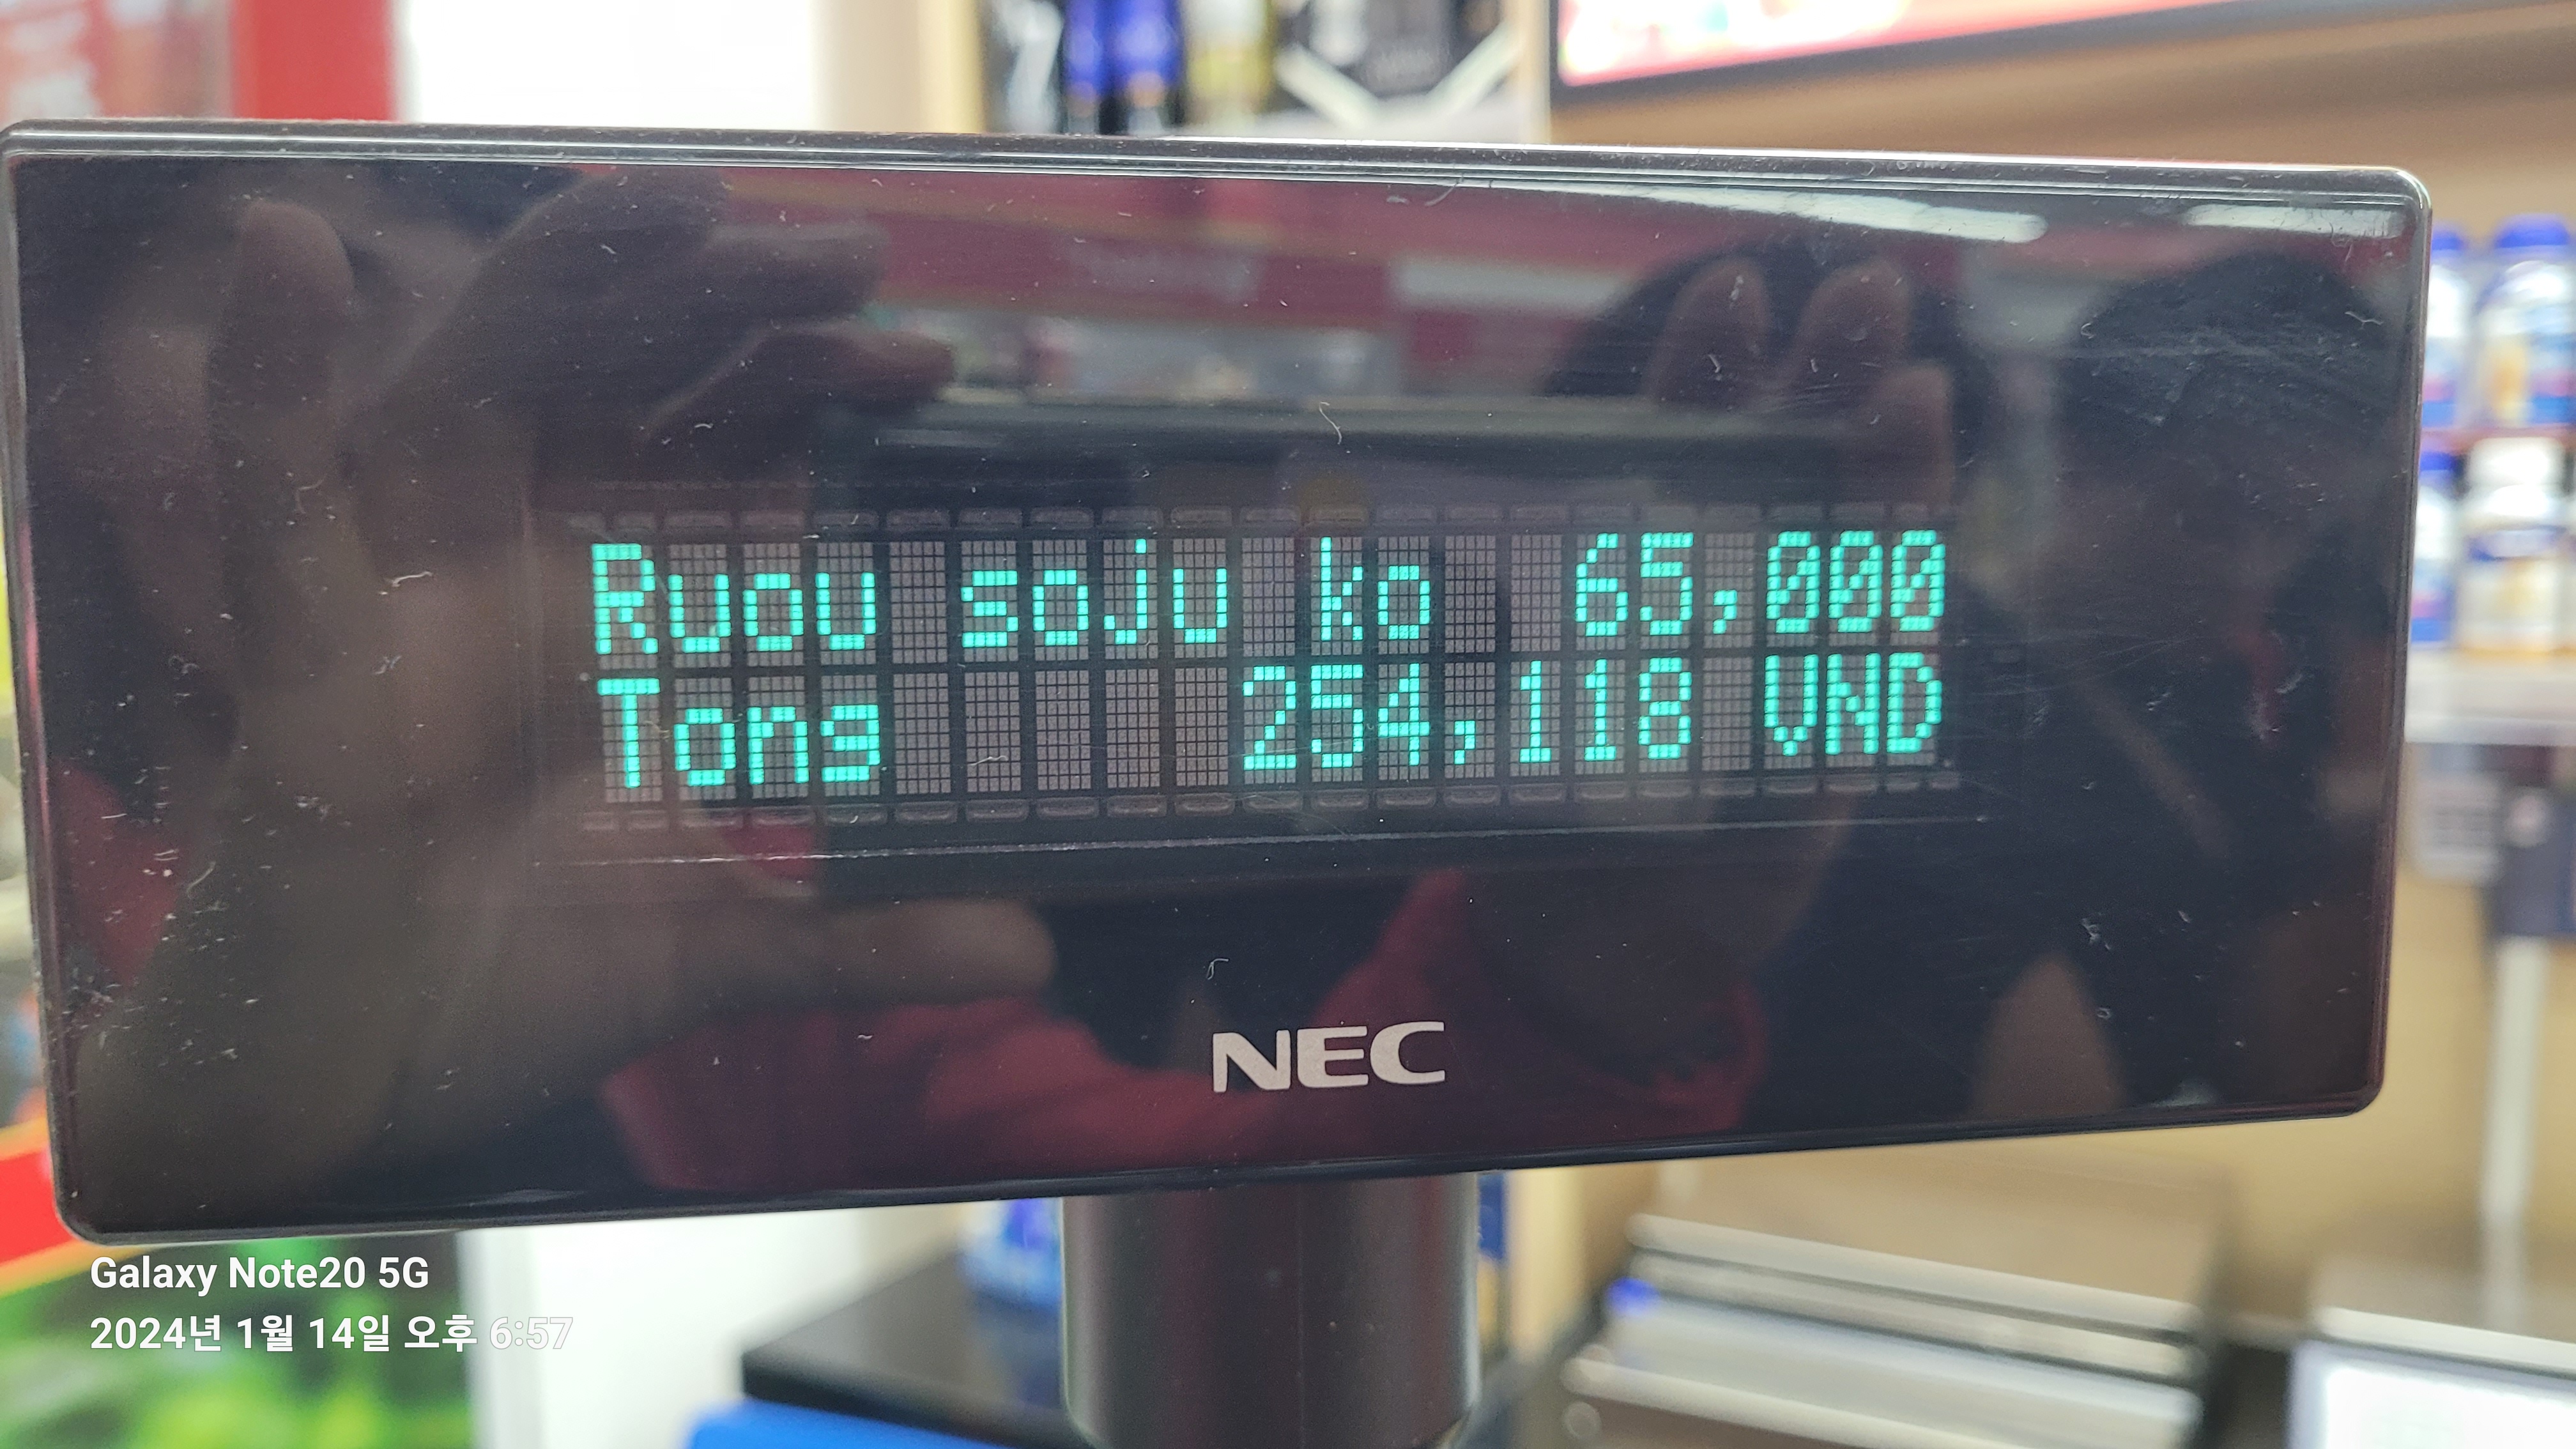 Ruou soju ko 65,000
Tong 254,118 VND
NEC
Galaxy Note20 5G
2024년 1월 14일 오후 6:57